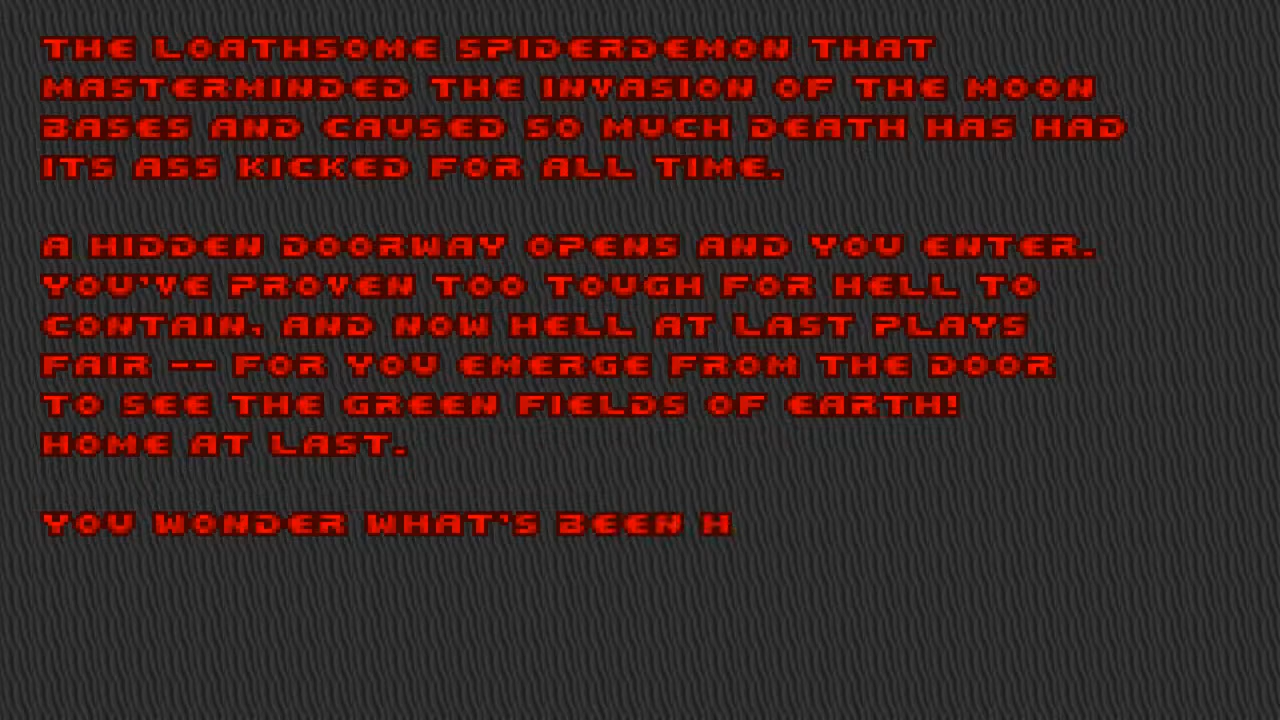 THE LOATHSOME SPIDERDEMON THAT
MASTERMINDED THE INVASION OF THE MOON
BASES AND CAUSED SO MUCH DEATH HAS HAD
ITS ASS KICKED FOR ALL TIME.
A HIDDEN DOORWAY OPENS AND YOU ENTER.
YOU'VE PROVEN TOO TOUGH FOR HELL TO
CONTAIN, AND NOW HELL AT LAST PLAYS
FAIR -- FOR YOU EMERGE FROM THE DOOR
TO SEE THE GREEN FIELDS OF EARTH!
HOME AT LAST.
YOU WONDER WHAT'S BEEN H